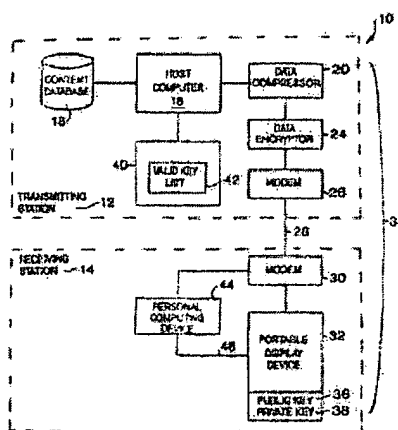 10
CONTENT DATABASE
18
HOST COMPUTER
18
DATA COMPRESSOR
20
DATA ENCRYPTOR
24
40
VALID KEY LIST
42
MODEM
26
TRANSMITTING STATION
12
28
3
RECEIVING STATION
14
MODEM
30
44
PERSONAL COMPUTING DEVICE
46
PORTABLE DISPLAY DEVICE
32
PUBLIC KEY
36
PRIVATE KEY
38